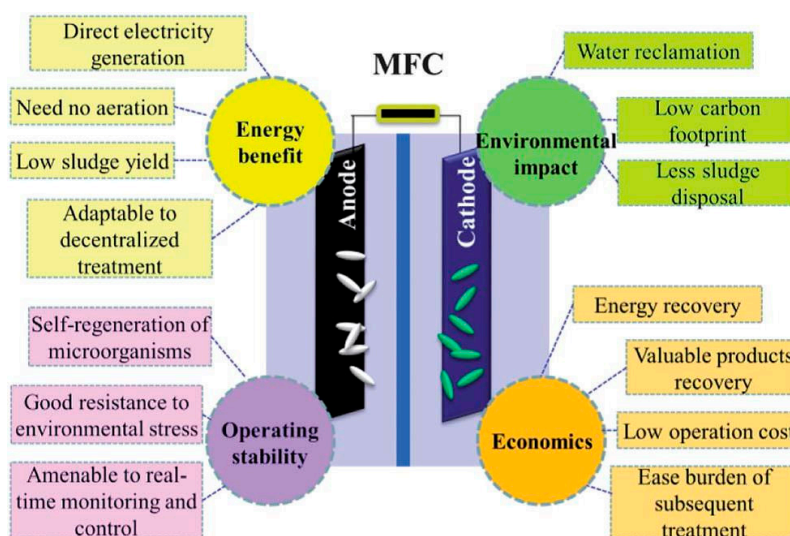 MFC
Direct electricity
generation
Need no aeration
Low sludge yield
Adaptable to
decentralized
treatment
Energy
benefit
Water reclamation
Low carbon
footprint
Less sludge
disposal
Environmental
impact
Anode
Cathode
Self-regeneration of
microorganisms
Good resistance to
environmental stress
Amenable to real-
time monitoring and
control
Operating
stability
Energy recovery
Valuable products
recovery
Low operation cost
Ease burden of
subsequent
treatment
Economics